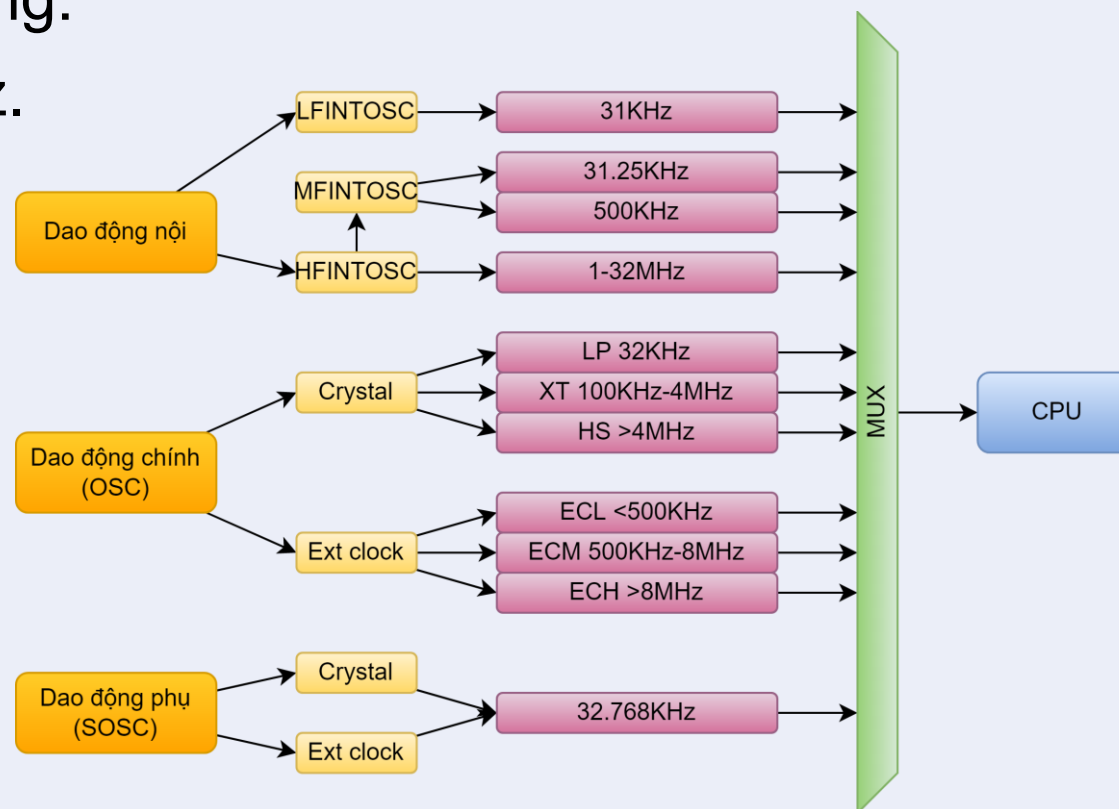 ng.
z.
LFINTOSC
31KHz
MFINTOSC
31.25KHz
500KHz
Dao động nội
HFINTOSC
1-32MHz
LP 32KHz
Crystal
XT 100KHz-4MHz
HS >4MHz
MUX
CPU
Dao động chính
(OSC)
ECL <500KHz
Ext clock
ECM 500KHz-8MHz
ECH >8MHz
Crystal
Dao động phụ
(SOSC)
32.768KHz
Ext clock